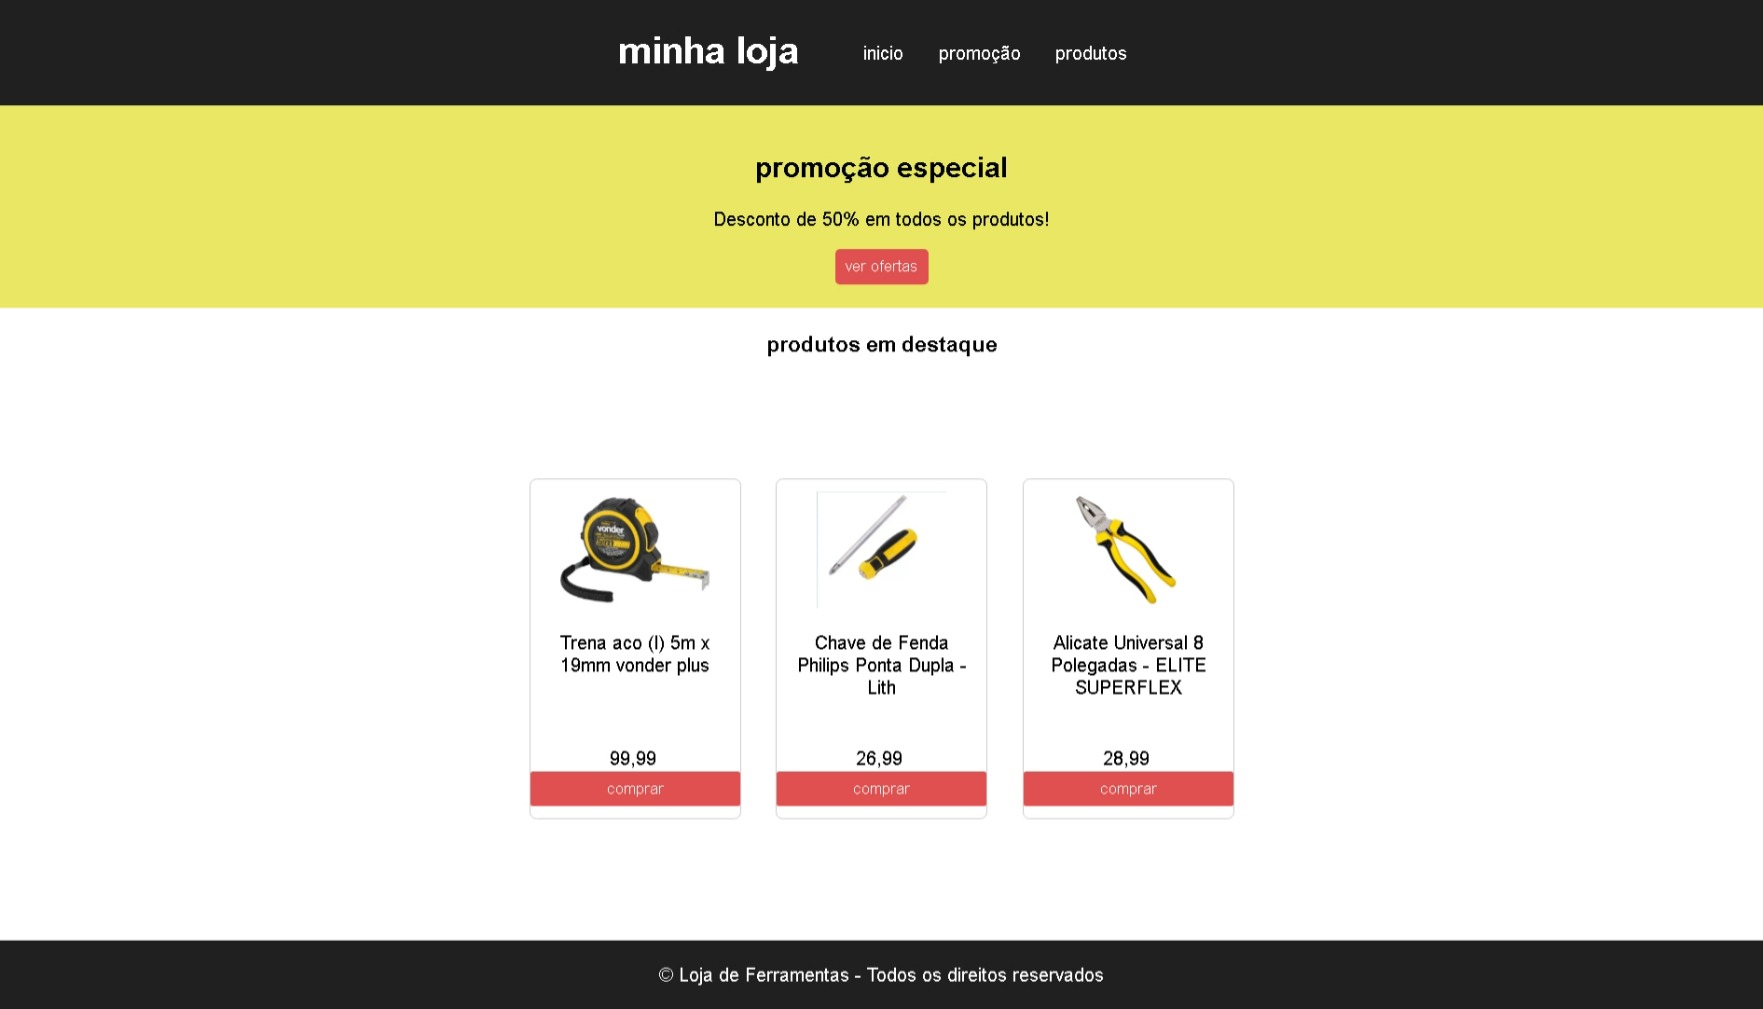 minha loja
inicio promoção produtos
promoção especial
Desconto de 50% em todos os produtos!
ver ofertas
produtos em destaque
vonder
5m
Trena aco (I) 5m x
19mm vonder plus
99,99
comprar
Chave de Fenda
Philips Ponta Dupla -
Lith
26,99
comprar
Alicate Universal 8
Polegadas - ELITE
SUPERFLEX
28,99
comprar
© Loja de Ferramentas - Todos os direitos reservados